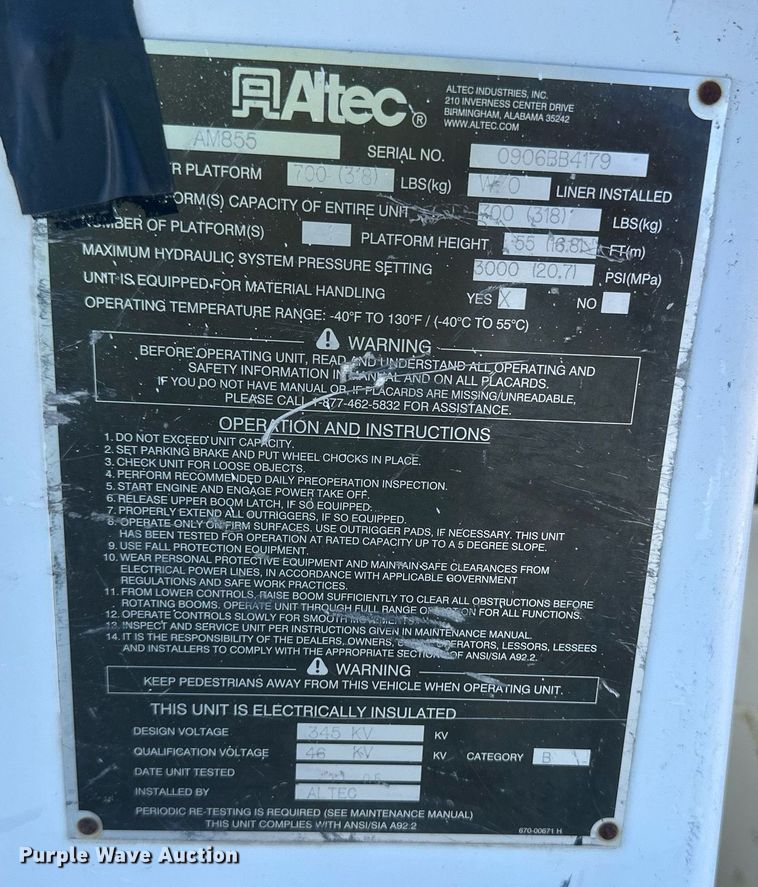 Altec ®
ALTEC INDUSTRIES, INC.
210 INVERNESS CENTER DRIVE
BIRMINGHAM, ALABAMA 35242
WWW.ALTEC.COM
AM855
SERIAL NO. 0906BB4179
PLATFORM 700 (318) LBS(kg) LINER INSTALLED
CAPACITY OF ENTIRE UNIT (318) LBS(kg)
NUMBER OF PLATFORM(S) PLATFORM HEIGHT 55 (16.8) FT(m)
MAXIMUM HYDRAULIC SYSTEM PRESSURE SETTING 3000 (20.7) PSI(MPa)
UNIT IS EQUIPPED FOR MATERIAL HANDLING YES X NO
OPERATING TEMPERATURE RANGE: -40°F TO 130°F / (-40°C TO 55°C)
WARNING
BEFORE OPERATING UNIT, READ AND UNDERSTAND ALL OPERATING AND
SAFETY INFORMATION IN MANUAL AND ON ALL PLACARDS.
IF YOU DO NOT HAVE MANUAL OR, IF PLACARDS ARE MISSING/UNREADABLE,
PLEASE CALL 1-877-462-5832 FOR ASSISTANCE.
OPERATION AND INSTRUCTIONS
1. DO NOT EXCEED UNIT CAPACITY.
2. SET PARKING BRAKE AND PUT WHEEL CHOCKS IN PLACE.
3. CHECK UNIT FOR LOOSE OBJECTS.
4. PERFORM RECOMMENDED DAILY PREOPERATION INSPECTION.
5. START ENGINE AND ENGAGE POWER TAKE OFF.
6. RELEASE UPPER BOOM LATCH, IF SO EQUIPPED.
7. PROPERLY EXTEND ALL OUTRIGGERS, IF SO EQUIPPED.
8. OPERATE ONLY ON FIRM SURFACES. USE OUTRIGGER PADS, IF NECESSARY. THIS UNIT
HAS BEEN TESTED FOR OPERATION AT RATED CAPACITY UP TO A 5 DEGREE SLOPE.
9. USE FALL PROTECTION EQUIPMENT.
10. WEAR PERSONAL PROTECTIVE EQUIPMENT AND MAINTAIN SAFE CLEARANCES FROM
ELECTRICAL POWER LINES, IN ACCORDANCE WITH APPLICABLE GOVERNMENT
REGULATIONS AND SAFE WORK PRACTICES.
11. FROM LOWER CONTROLS, RAISE BOOM SUFFICIENTLY TO CLEAR ALL OBSTRUCTIONS BEFORE
ROTATING BOOMS. OPERATE UNIT THROUGH FULL RANGE OF MOTION FOR ALL FUNCTIONS.
12. OPERATE CONTROLS SLOWLY FOR SMOOTH MOVEMENTS.
13. INSPECT AND SERVICE UNIT PER INSTRUCTIONS GIVEN IN MAINTENANCE MANUAL.
14. IT IS THE RESPONSIBILITY OF THE DEALERS, OWNERS, OPERATORS, LESSORS, LESSEES
AND INSTALLERS TO COMPLY WITH THE APPROPRIATE SECTION OF ANSI/SIA A92.2.
WARNING
KEEP PEDESTRIANS AWAY FROM THIS VEHICLE WHEN OPERATING UNIT.
THIS UNIT IS ELECTRICALLY INSULATED
DESIGN VOLTAGE 345 KV KV
QUALIFICATION VOLTAGE 46 KV KV CATEGORY B
DATE UNIT TESTED
INSTALLED BY ALTEC
PERIODIC RE-TESTING IS REQUIRED (SEE MAINTENANCE MANUAL)
THIS UNIT COMPLIES WITH ANSI/SIA A92.2
670-00671 H
Purple Wave Auction